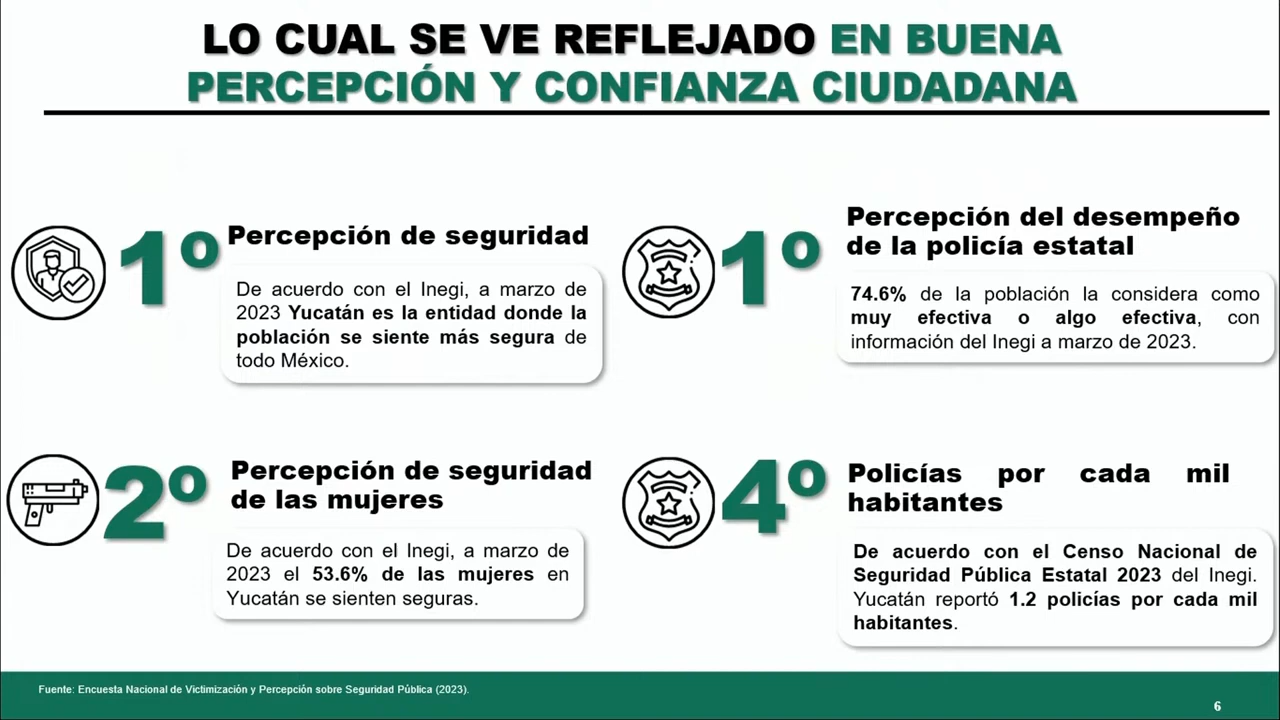 LO CUAL SE VE REFLEJADO EN BUENA
PERCEPCIÓN Y CONFIANZA CIUDADANA
1º
Percepción de seguridad
De acuerdo con el Inegi, a marzo de
2023 Yucatán es la entidad donde la
población se siente más segura de
todo México.
1º
Percepción del desempeño
de la policía estatal
74.6% de la población la considera como
muy efectiva o algo efectiva, con
información del Inegi a marzo de 2023.
2º
Percepción de seguridad
de las mujeres
De acuerdo con el Inegi, a marzo de
2023 el 53.6% de las mujeres en
Yucatán se sienten seguras.
4º
Policías por cada mil
habitantes
De acuerdo con el Censo Nacional de
Seguridad Pública Estatal 2023 del Inegi.
Yucatán reportó 1.2 policías por cada mil
habitantes.
Fuente: Encuesta Nacional de Victimización y Percepción sobre Seguridad Pública (2023).
6